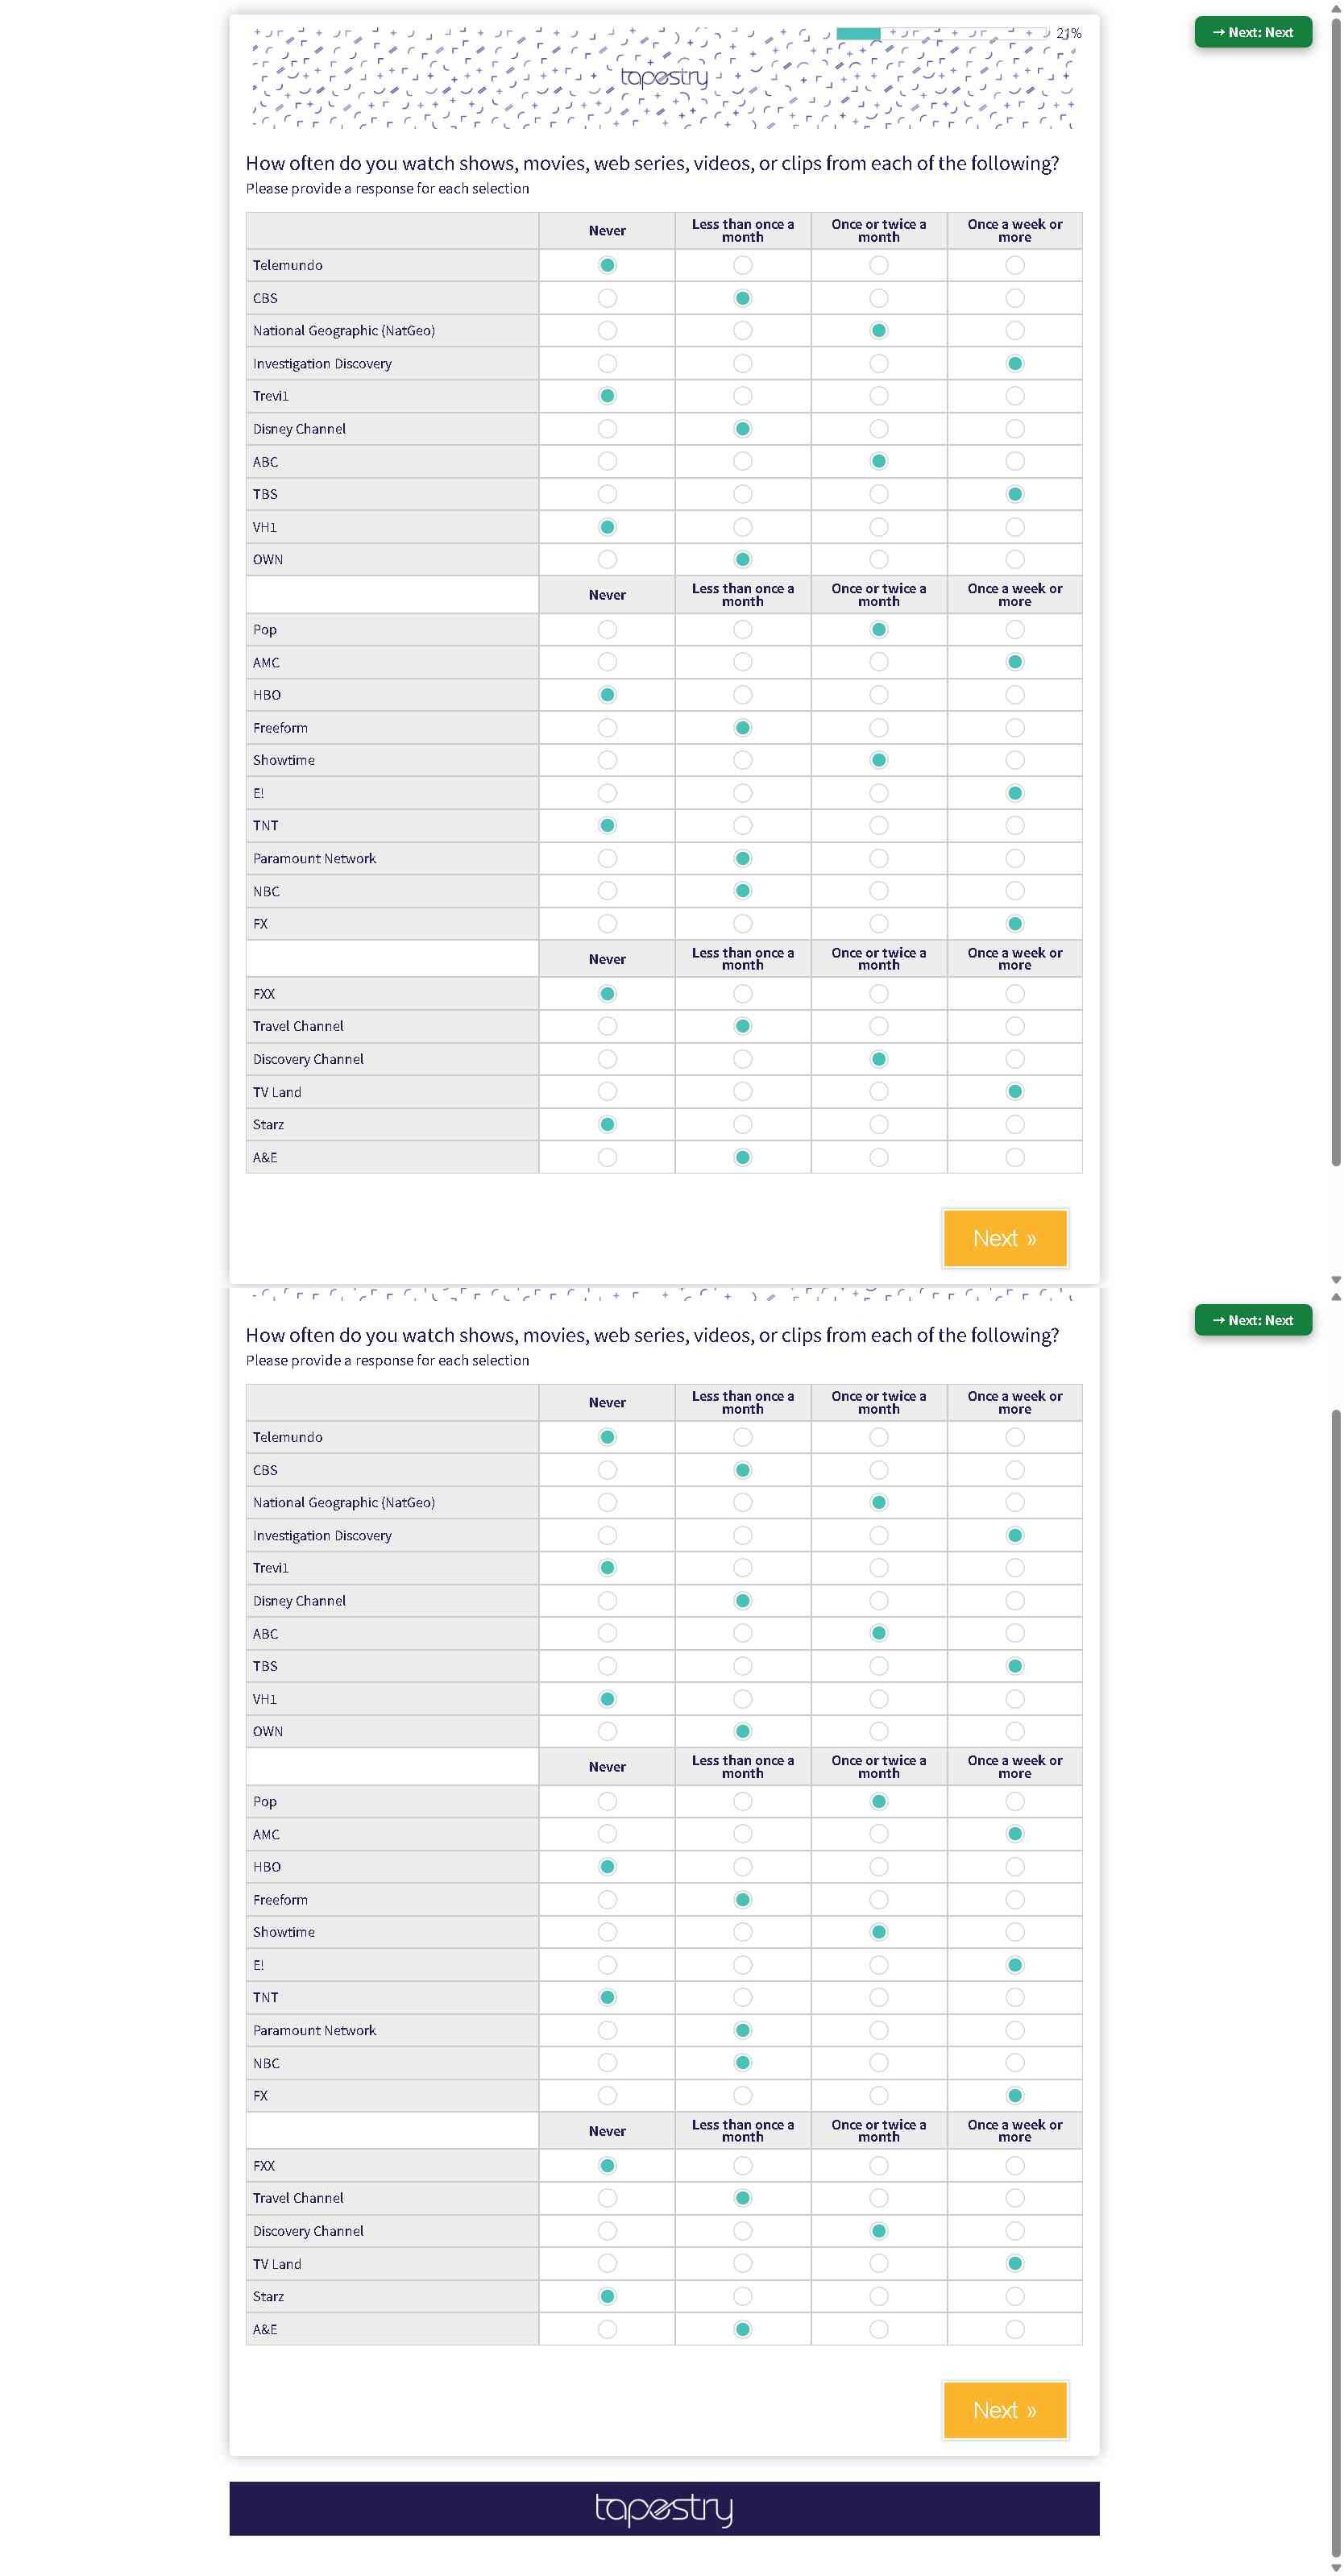 21%
→ Next: Next
tapestry
How often do you watch shows, movies, web series, videos, or clips from each of the following?
Please provide a response for each selection
Never Less than once a month Once or twice a month Once a week or more
Telemundo
CBS
National Geographic (NatGeo)
Investigation Discovery
Trevi1
Disney Channel
ABC
TBS
VH1
OWN
Never Less than once a month Once or twice a month Once a week or more
Pop
AMC
HBO
Freeform
Showtime
E!
TNT
Paramount Network
NBC
FX
Never Less than once a month Once or twice a month Once a week or more
FXX
Travel Channel
Discovery Channel
TV Land
Starz
A&E
Next »
→ Next: Next
How often do you watch shows, movies, web series, videos, or clips from each of the following?
Please provide a response for each selection
Never Less than once a month Once or twice a month Once a week or more
Telemundo
CBS
National Geographic (NatGeo)
Investigation Discovery
Trevi1
Disney Channel
ABC
TBS
VH1
OWN
Never Less than once a month Once or twice a month Once a week or more
Pop
AMC
HBO
Freeform
Showtime
E!
TNT
Paramount Network
NBC
FX
Never Less than once a month Once or twice a month Once a week or more
FXX
Travel Channel
Discovery Channel
TV Land
Starz
A&E
Next »
tapestry